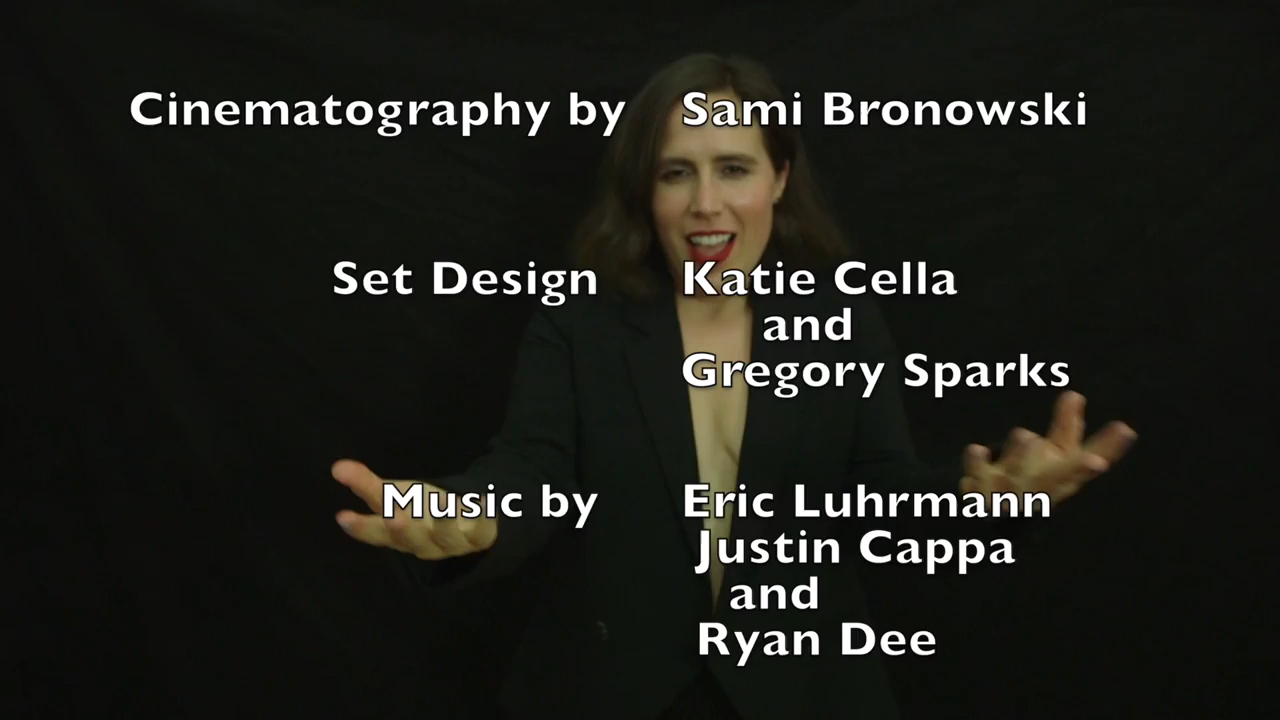 Cinematography by Sami Bronowski
Set Design Katie Cella
and
Gregory Sparks
Music by Eric Luhrmann
Justin Cappa
and
Ryan Dee